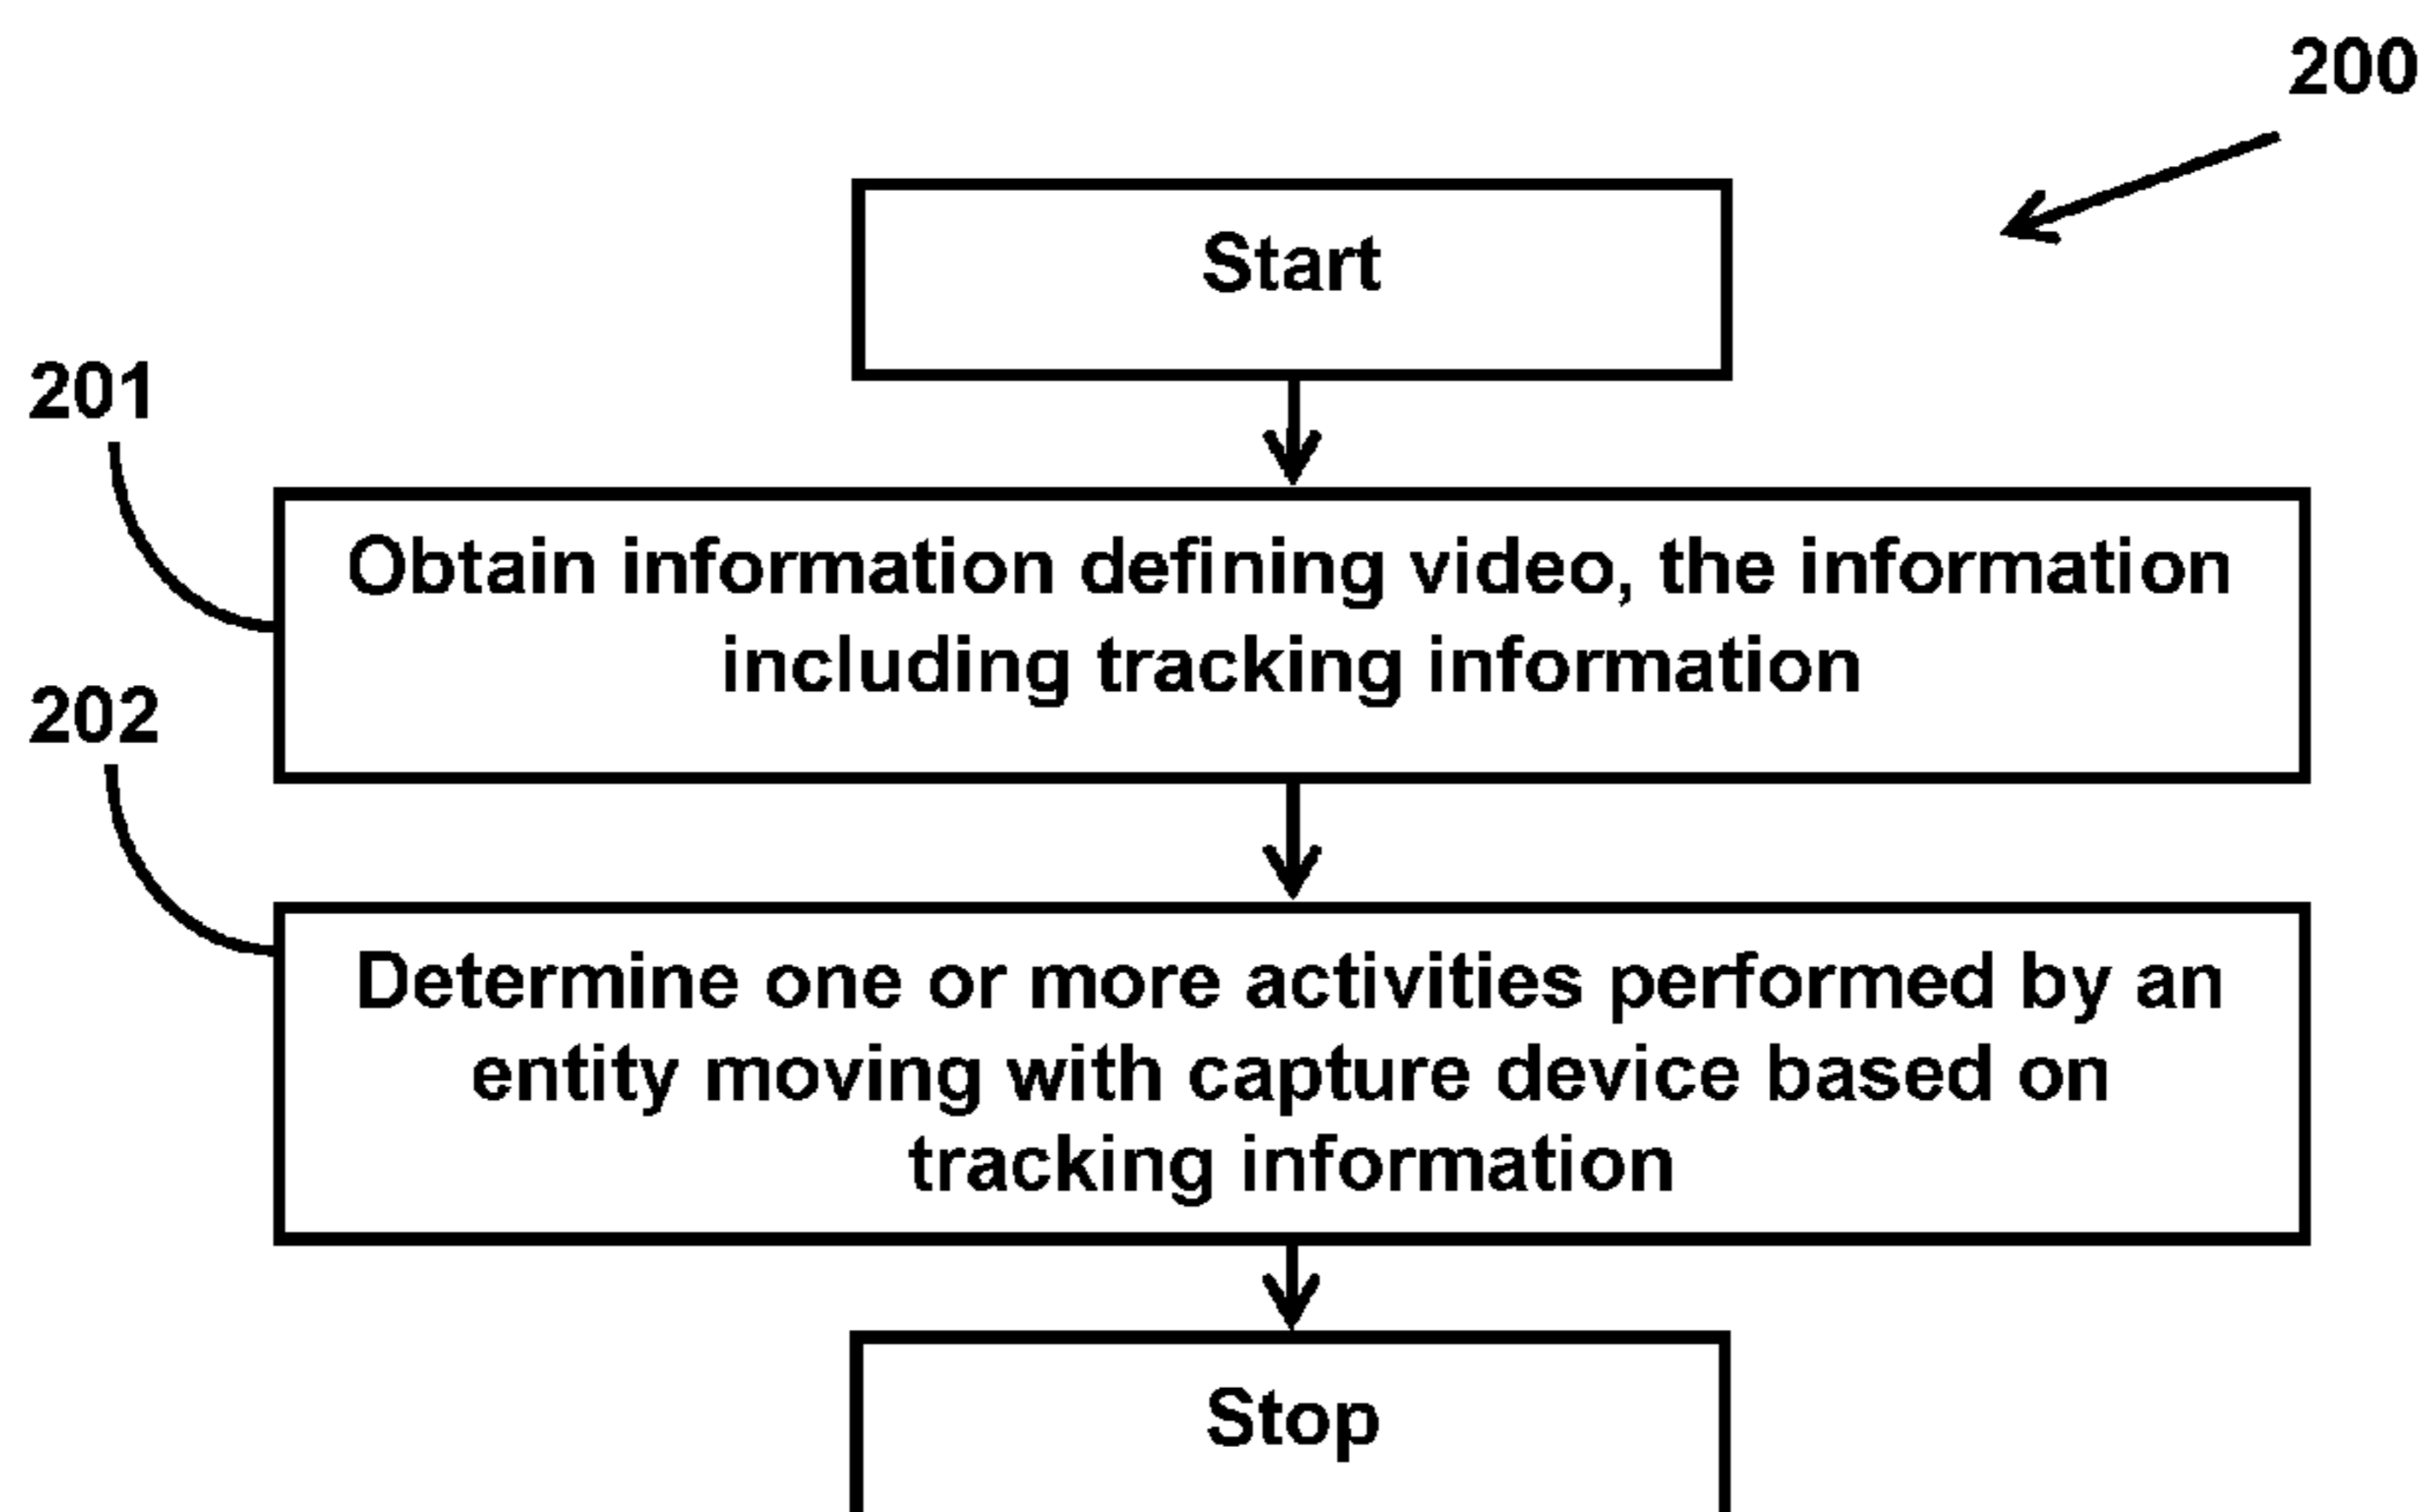 200
Start
201
Obtain information defining video, the information
including tracking information
202
Determine one or more activities performed by an
entity moving with capture device based on
tracking information
Stop